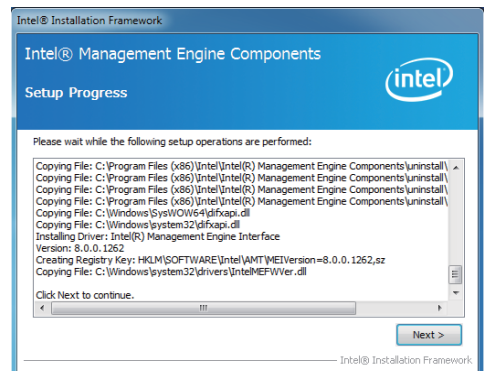 Intel® Installation Framework
Intel® Management Engine Components
intel®
Setup Progress
Please wait while the following setup operations are performed:
Copying File: C:\Program Files (x86)\Intel\Intel(R) Management Engine Components\uninstall\
Copying File: C:\Program Files (x86)\Intel\Intel(R) Management Engine Components\uninstall\
Copying File: C:\Program Files (x86)\Intel\Intel(R) Management Engine Components\uninstall\
Copying File: C:\Program Files (x86)\Intel\Intel(R) Management Engine Components\uninstall\
Copying File: C:\Windows\SysWOW64\difxapi.dll
Copying File: C:\Windows\system32\difxapi.dll
Installing Driver: Intel(R) Management Engine Interface
Version: 8.0.0.1262
Creating Registry Key: HKLM\SOFTWARE\Intel\AMT\MEIVersion=8.0.0.1262,sz
Copying File: C:\Windows\system32\drivers\IntelMEFWVer.dll
Click Next to continue.
Next >
Intel® Installation Framework